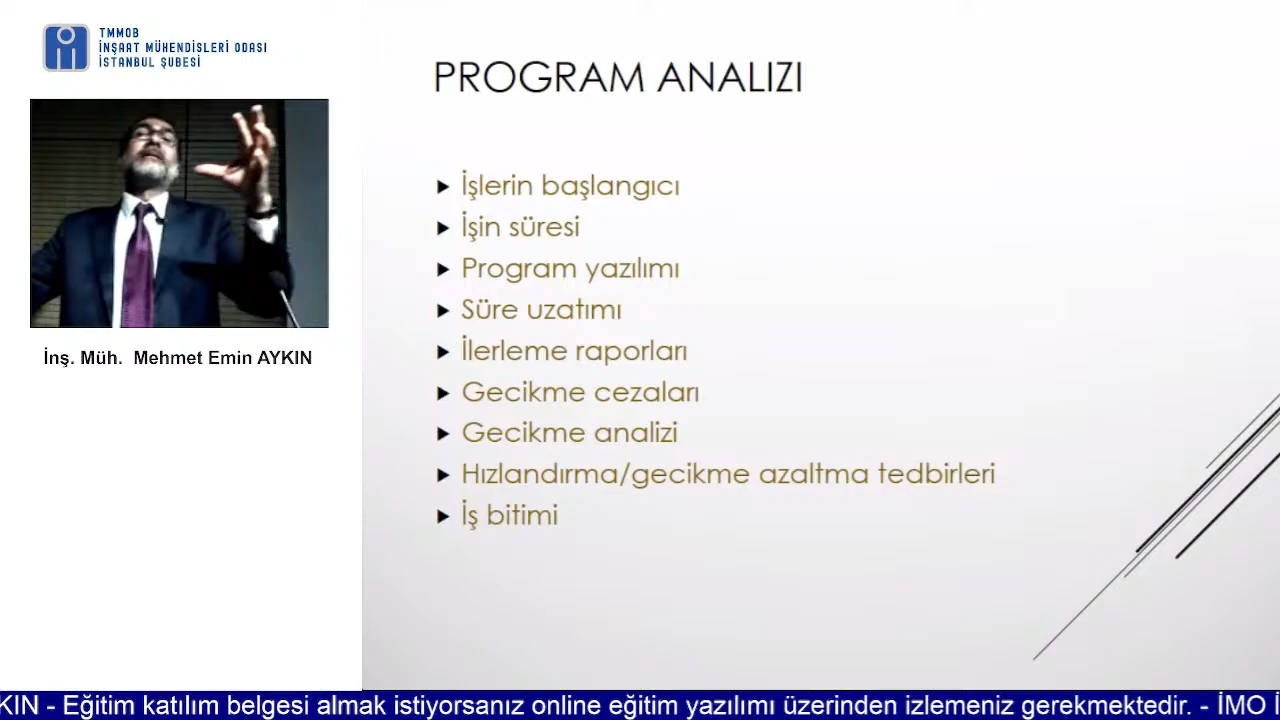 TMMOB
İNŞAAT MÜHENDİSLERİ ODASI
İSTANBUL ŞUBESİ
İnş. Müh. Mehmet Emin AYKIN
PROGRAM ANALIZI
İşlerin başlangıcı
İşin süresi
Program yazılımı
Süre uzatımı
İlerleme raporları
Gecikme cezaları
Gecikme analizi
Hızlandırma/gecikme azaltma tedbirleri
İş bitimi
KIN - Eğitim katılım belgesi almak istiyorsanız online eğitim yazılımı üzerinden izlemeniz gerekmektedir. - İMO İ